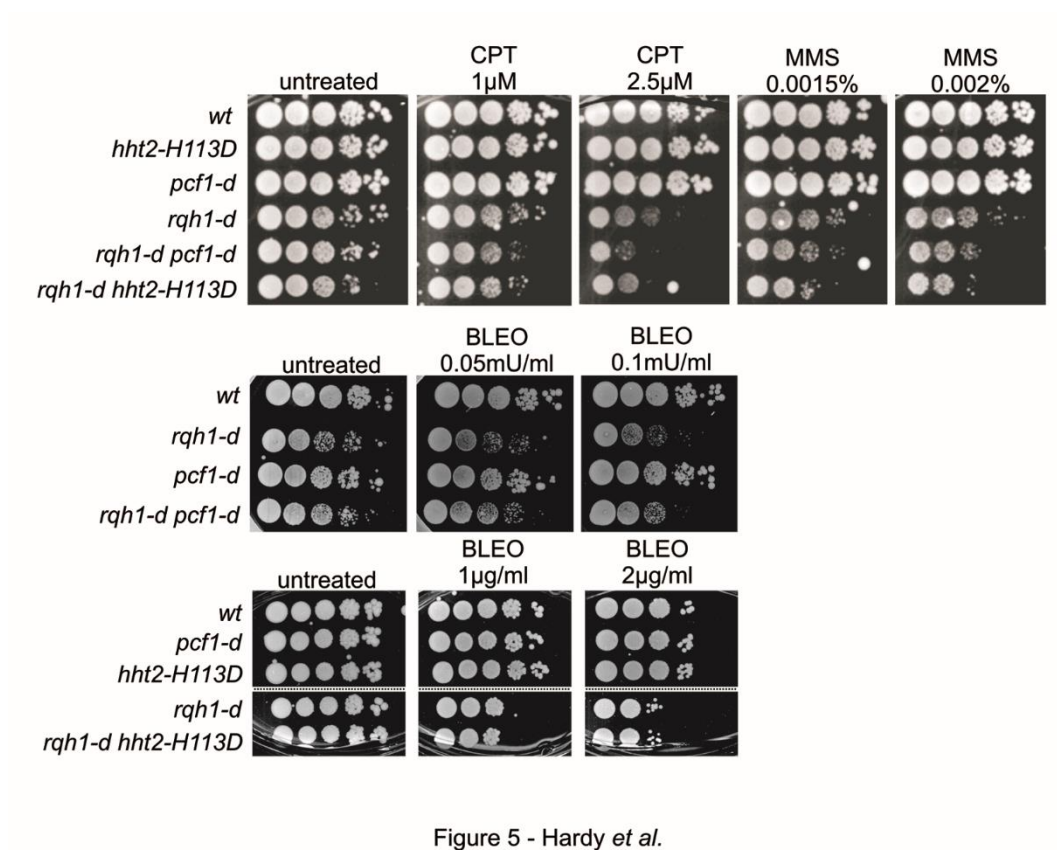 CPT CPT MMS MMS
untreated 1µM 2.5µM 0.0015% 0.002%
wt
hht2-H113D
pcf1-d
rqh1-d
rqh1-d pcf1-d
rqh1-d hht2-H113D
BLEO BLEO
untreated 0.05mU/ml 0.1mU/ml
wt
rqh1-d
pcf1-d
rqh1-d pcf1-d
BLEO BLEO
untreated 1µg/ml 2µg/ml
wt
pcf1-d
hht2-H113D
rqh1-d
rqh1-d hht2-H113D
Figure 5 - Hardy et al.